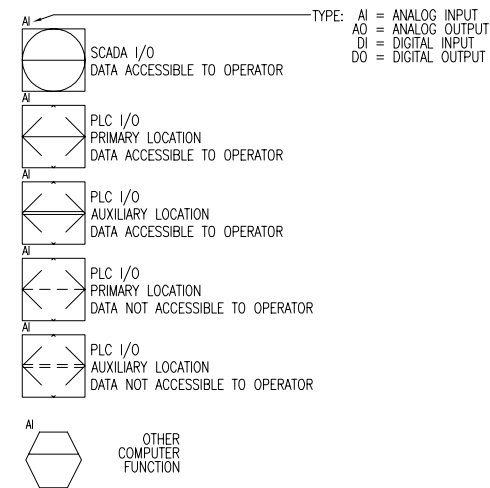 AI
TYPE: AI = ANALOG INPUT
AO = ANALOG OUTPUT
DI = DIGITAL INPUT
DO = DIGITAL OUTPUT
SCADA I/O
DATA ACCESSIBLE TO OPERATOR
AI
PLC I/O
PRIMARY LOCATION
DATA ACCESSIBLE TO OPERATOR
AI
PLC I/O
AUXILIARY LOCATION
DATA ACCESSIBLE TO OPERATOR
AI
PLC I/O
PRIMARY LOCATION
DATA NOT ACCESSIBLE TO OPERATOR
AI
PLC I/O
AUXILIARY LOCATION
DATA NOT ACCESSIBLE TO OPERATOR
AI
OTHER
COMPUTER
FUNCTION